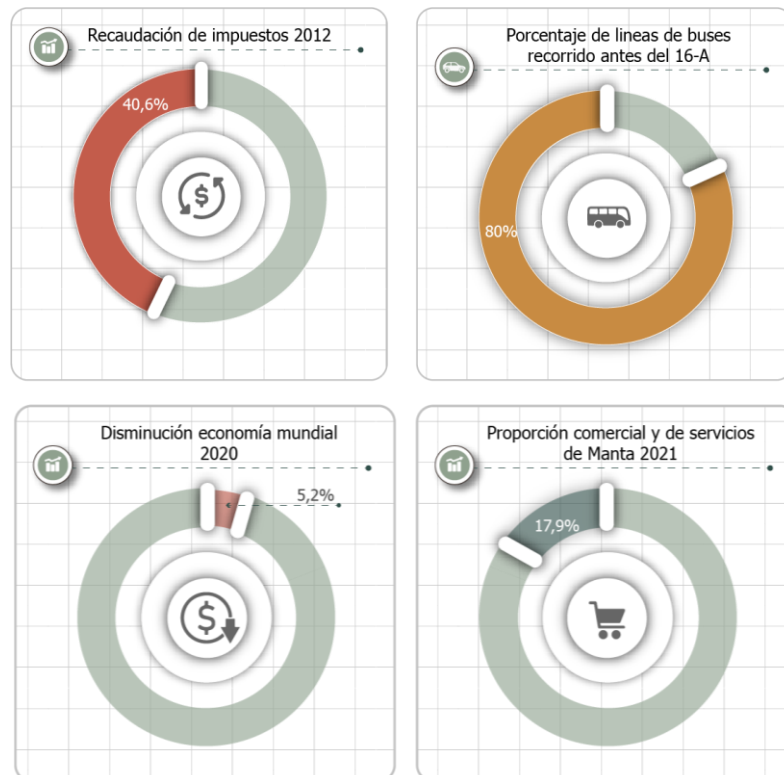 Recaudación de impuestos 2012
40,6%
Porcentaje de lineas de buses
recorrido antes del 16-A
80%
Disminución economía mundial
2020
5,2%
Proporción comercial y de servicios
de Manta 2021
17,9%